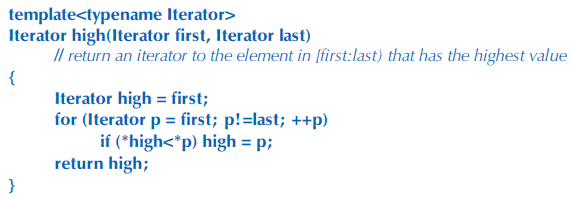 template<typename Iterator>
Iterator high(Iterator first, Iterator last)
// return an iterator to the element in [first:last) that has the highest value
{
Iterator high = first;
for (Iterator p = first; p!=last; ++p)
if (*high<*p) high = p;
return high;
}